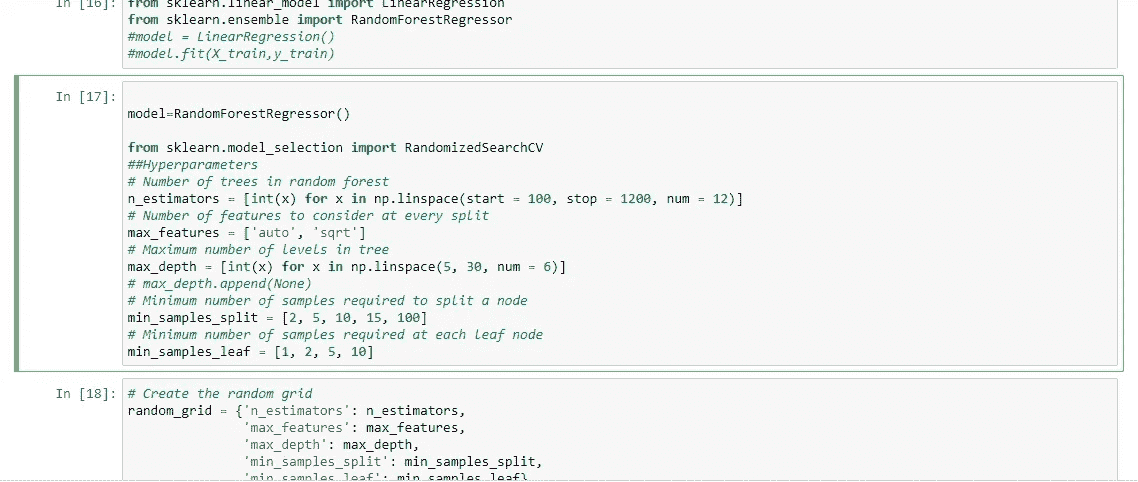 In [16]: from sklearn.linear_model import LinearRegression
from sklearn.ensemble import RandomForestRegressor
#model = LinearRegression()
#model.fit(X_train,y_train)
In [17]:
model=RandomForestRegressor()
from sklearn.model_selection import RandomizedSearchCV
##Hyperparameters
# Number of trees in random forest
n_estimators = [int(x) for x in np.linspace(start = 100, stop = 1200, num = 12)]
# Number of features to consider at every split
max_features = ['auto', 'sqrt']
# Maximum number of levels in tree
max_depth = [int(x) for x in np.linspace(5, 30, num = 6)]
# max_depth.append(None)
# Minimum number of samples required to split a node
min_samples_split = [2, 5, 10, 15, 100]
# Minimum number of samples required at each leaf node
min_samples_leaf = [1, 2, 5, 10]
In [18]: # Create the random grid
random_grid = {'n_estimators': n_estimators,
'max_features': max_features,
'max_depth': max_depth,
'min_samples_split': min_samples_split,
'min_samples_leaf': min_samples_leaf}